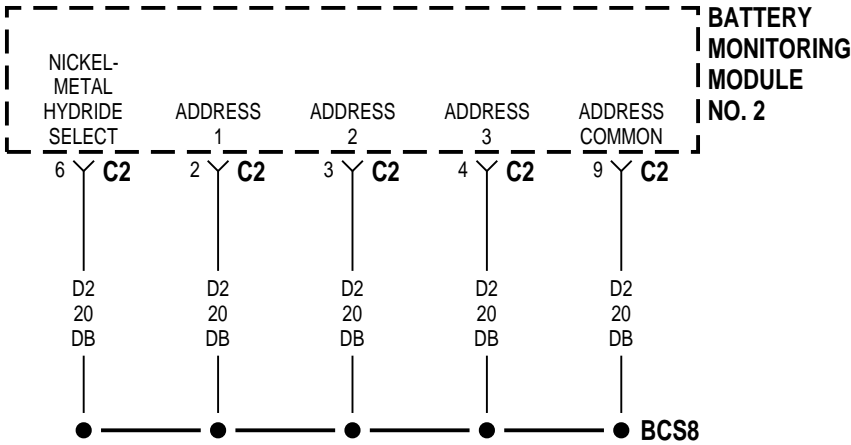 BATTERY
MONITORING
MODULE
NO. 2
NICKEL-
METAL
HYDRIDE
SELECT
ADDRESS
1
ADDRESS
2
ADDRESS
3
ADDRESS
COMMON
6 C2 2 C2 3 C2 4 C2 9 C2
D2 D2 D2 D2 D2
20 20 20 20 20
DB DB DB DB DB
BCS8